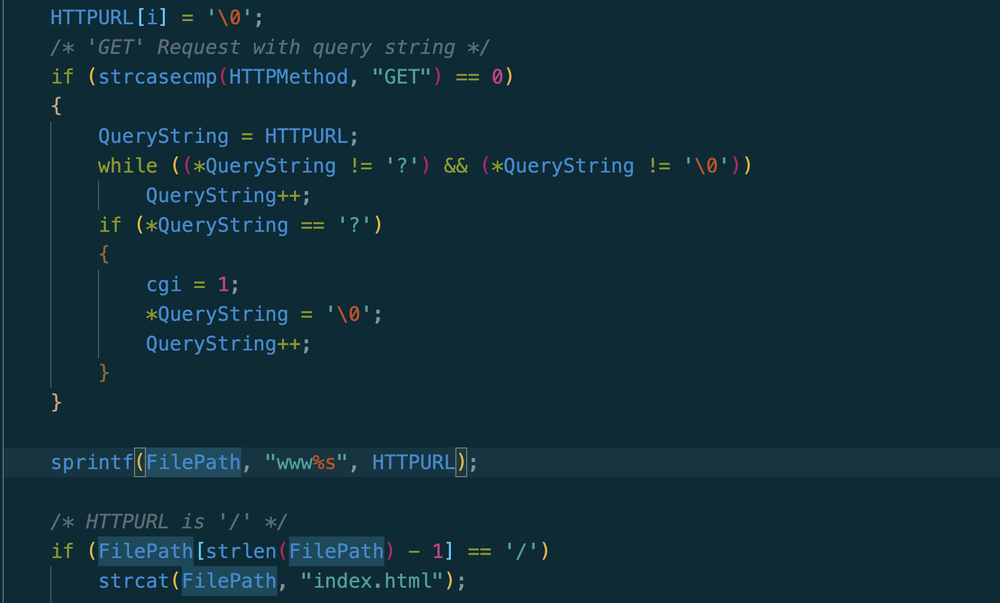 HTTPURL[i] = '\0';
/* 'GET' Request with query string */
if (strcasecmp(HTTPMethod, "GET") == 0)
{
QueryString = HTTPURL;
while ((*QueryString != '?') && (*QueryString != '\0'))
QueryString++;
if (*QueryString == '?')
{
cgi = 1;
*QueryString = '\0';
QueryString++;
}
}
sprintf(FilePath, "www%s", HTTPURL);
/* HTTPURL is '/' */
if (FilePath[strlen(FilePath) - 1] == '/')
strcat(FilePath, "index.html");